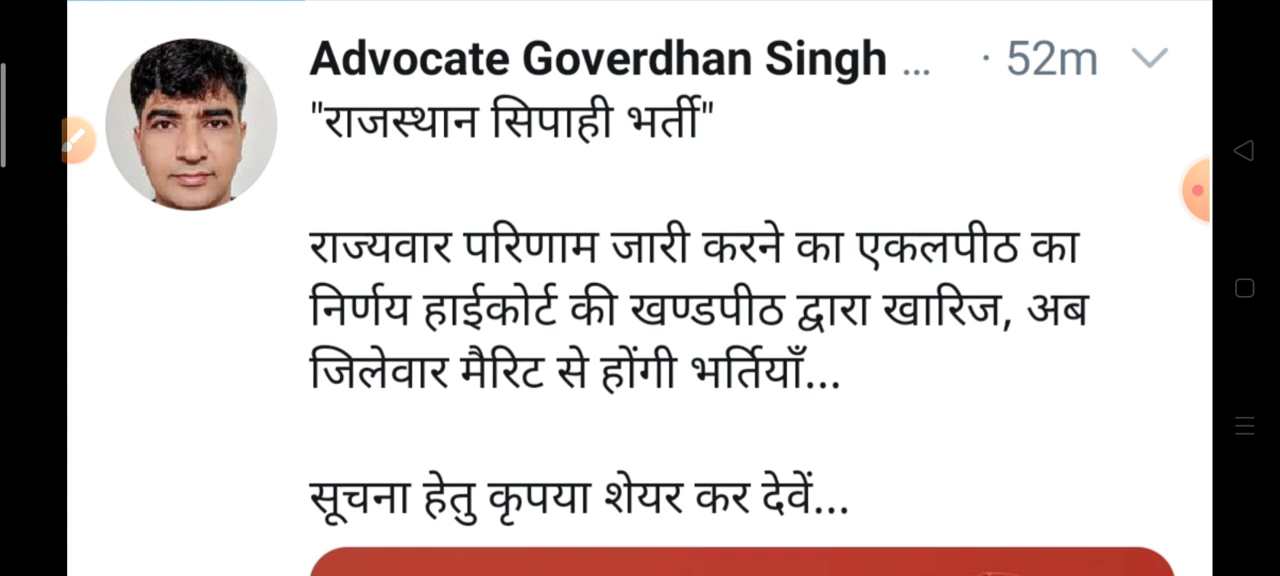 Advocate Goverdhan Singh ... · 52m
"राजस्थान सिपाही भर्ती"
राज्यवार परिणाम जारी करने का एकलपीठ का
निर्णय हाईकोर्ट की खण्डपीठ द्वारा खारिज, अब
जिलेवार मैरिट से होंगी भर्तियाँ...
सूचना हेतु कृपया शेयर कर देवें...